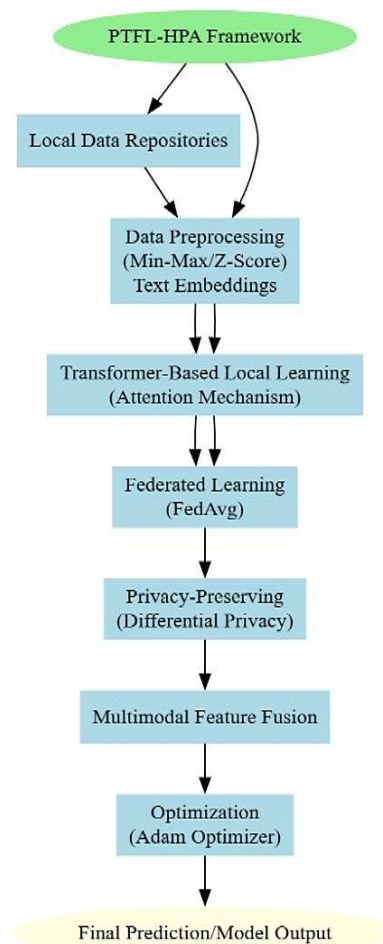 PTFL-HPA Framework
Local Data Repositories
Data Preprocessing
(Min-Max/Z-Score)
Text Embeddings
Transformer-Based Local Learning
(Attention Mechanism)
Federated Learning
(FedAvg)
Privacy-Preserving
(Differential Privacy)
Multimodal Feature Fusion
Optimization
(Adam Optimizer)
Final Prediction/Model Output